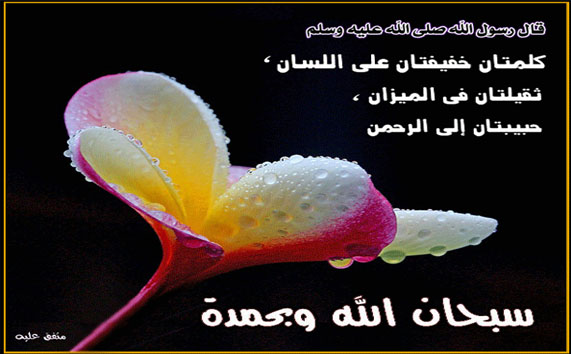 قال رسول الله صلى الله عليه وسلم
كلمتان خفيفتان على اللسان ،
ثقيلتان فى الميزان ،
حبيبتان إلى الرحمن
سبحان الله وبحمدة
متفق عليه